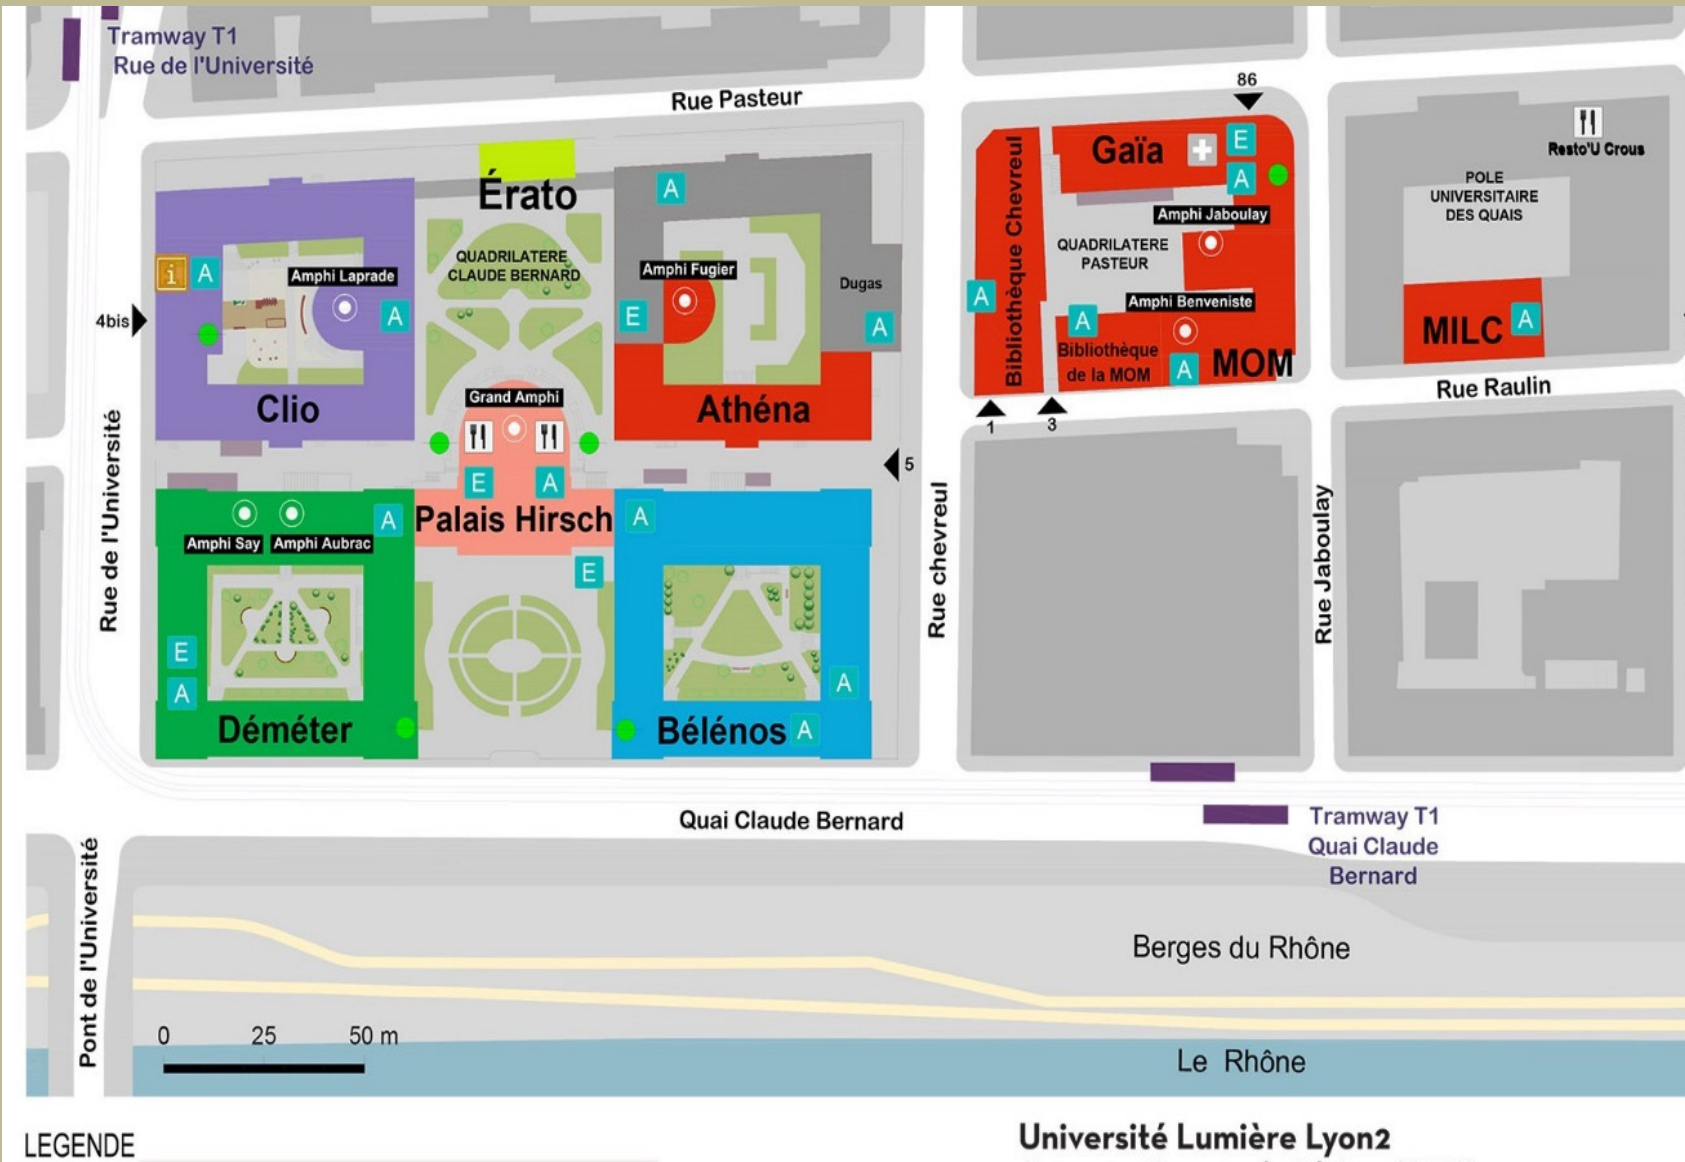 Tramway T1
Rue de l'Université
Rue Pasteur
86
Resto'U Crous
Érato
Gaïa
E
A
A
POLE
UNIVERSITAIRE
DES QUAIS
Bibliothèque Chevreul
Amphi Jaboulay
QUADRILATERE
CLAUDE BERNARD
QUADRILATERE
PASTEUR
i
A
Amphi Laprade
Amphi Fugier
Dugas
A
Amphi Benveniste
4bis
A
E
A
A
MILC
A
Bibliothèque
de la MOM
A
MOM
Clio
Grand Amphi
Athéna
Rue Raulin
1
3
5
Rue de l'Université
E
A
Rue chevreul
Rue Jaboulay
A
Palais Hirsch
A
Amphi Say
Amphi Aubrac
E
E
A
A
Déméter
Bélénos
A
Quai Claude Bernard
Tramway T1
Quai Claude
Bernard
Pont de l'Université
Berges du Rhône
0 25 50 m
Le Rhône
LEGENDE
Université Lumière Lyon2